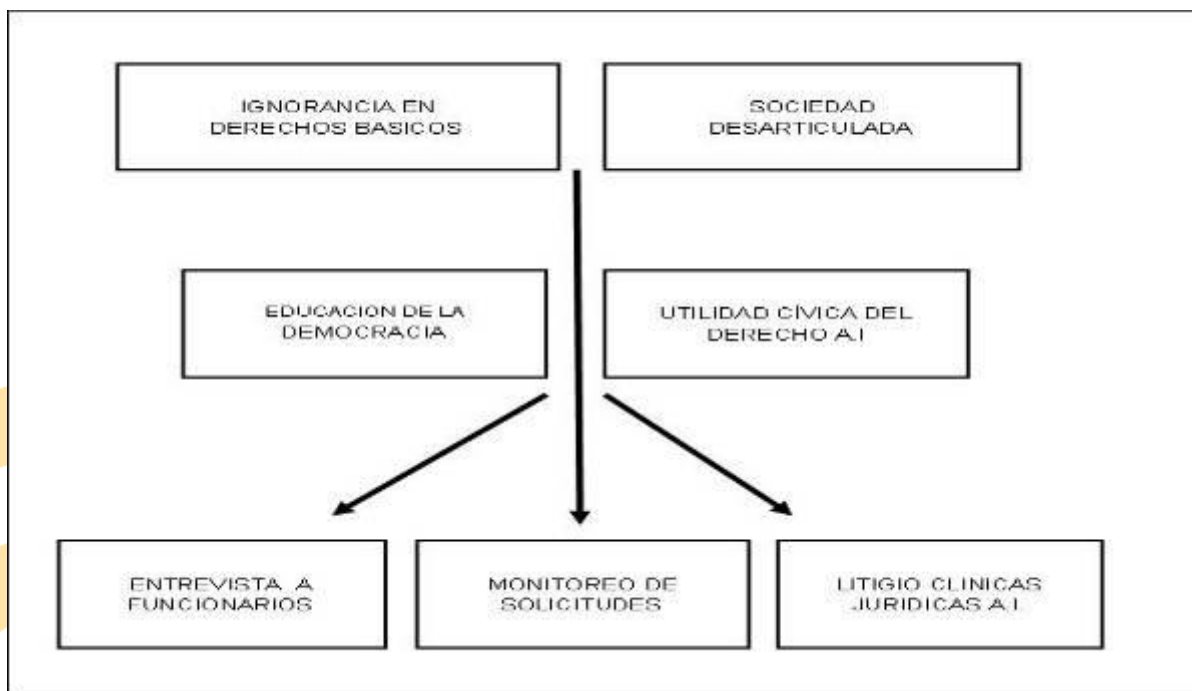 IGNORANCIA EN
DERECHOS BASICOS
SOCIEDAD
DESARTICULADA
EDUCACION DE LA
DEMOCRACIA
UTILIDAD CÍVICA DEL
DERECHO A.I
ENTREVISTA A
FUNCIONARIOS
MONITOREO DE
SOLICITUDES
LITIGIO CLINICAS
JURIDICAS A.I.